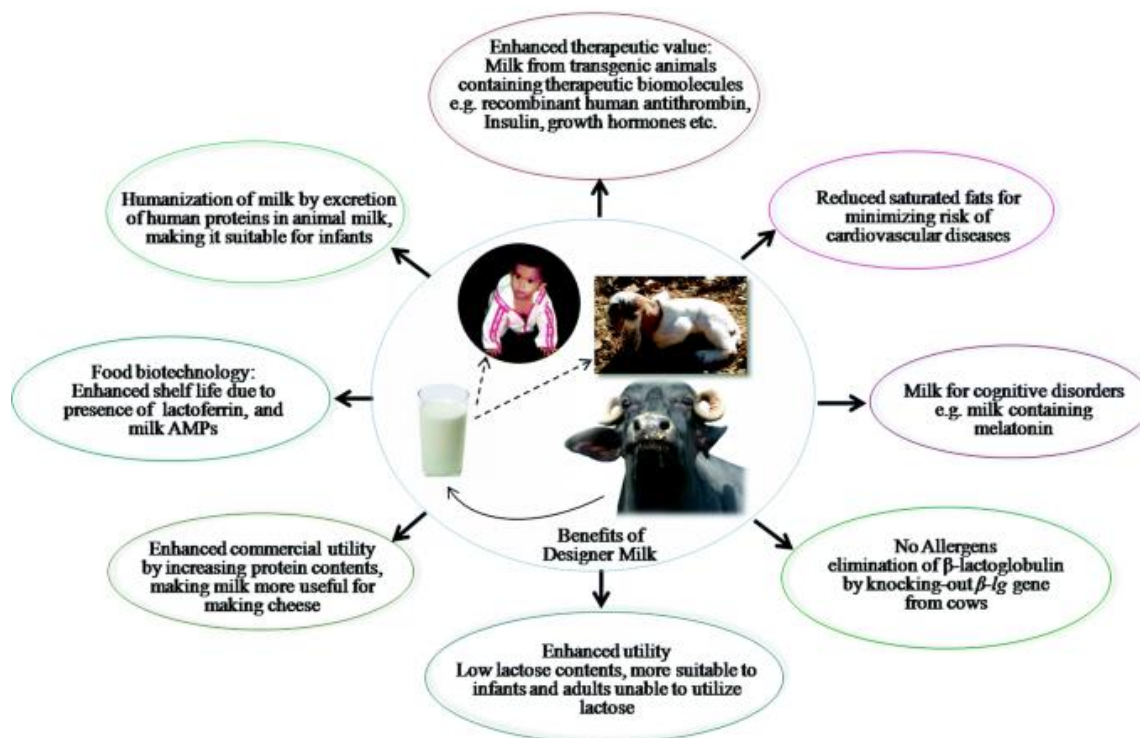 Enhanced therapeutic value:
Milk from transgenic animals
containing therapeutic biomolecules
e.g. recombinant human antithrombin,
Insulin, growth hormones etc.
Humanization of milk by excretion
of human proteins in animal milk,
making it suitable for infants
Reduced saturated fats for
minimizing risk of
cardiovascular diseases
Food biotechnology:
Enhanced shelf life due to
presence of lactoferrin, and
milk AMPs
Milk for cognitive disorders
e.g. milk containing
melatonin
Enhanced commercial utility
by increasing protein contents,
making milk more useful for
making cheese
Benefits of
Designer Milk
No Allergens
elimination of β-lactoglobulin
by knocking-out β-lg gene
from cows
Enhanced utility
Low lactose contents, more suitable to
infants and adults unable to utilize
lactose